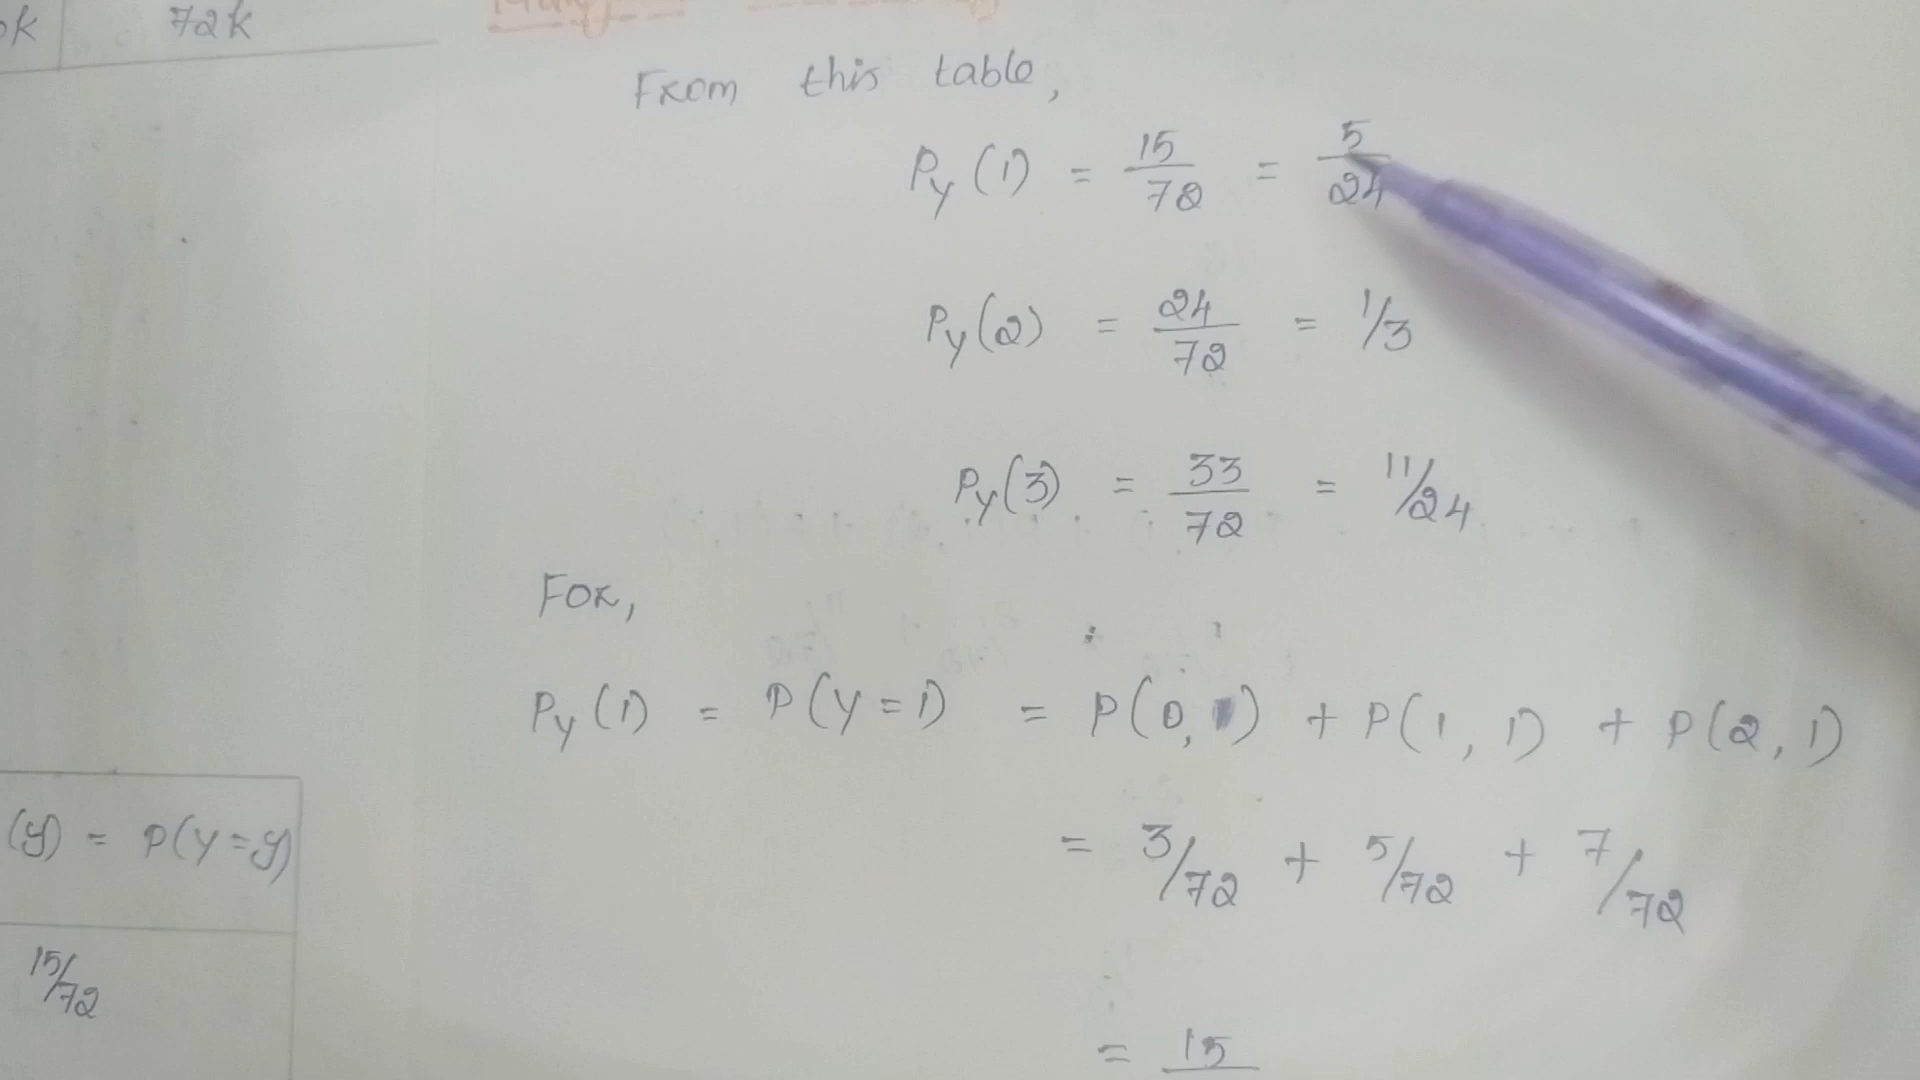 72k
From this table,
Py(1) = 15/72 = 5/24
Py(2) = 24/72 = 1/3
Py(3) = 33/72 = 11/24
For,
Py(1) = P(Y=1) = P(0,1) + P(1,1) + P(2,1)
(y) = P(Y=y)
= 3/72 + 5/72 + 7/72
15/72
= 15